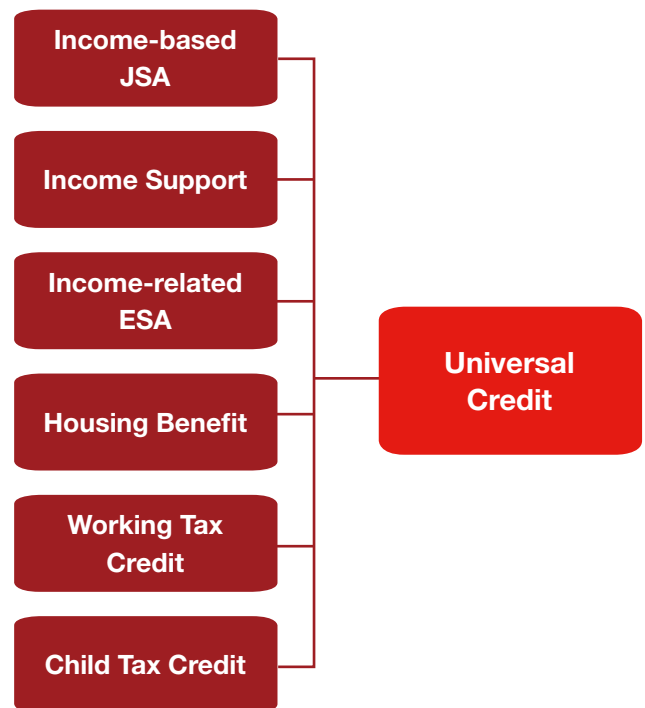 Income-based
JSA
Income Support
Income-related
ESA
Housing Benefit
Working Tax
Credit
Child Tax Credit
Universal
Credit